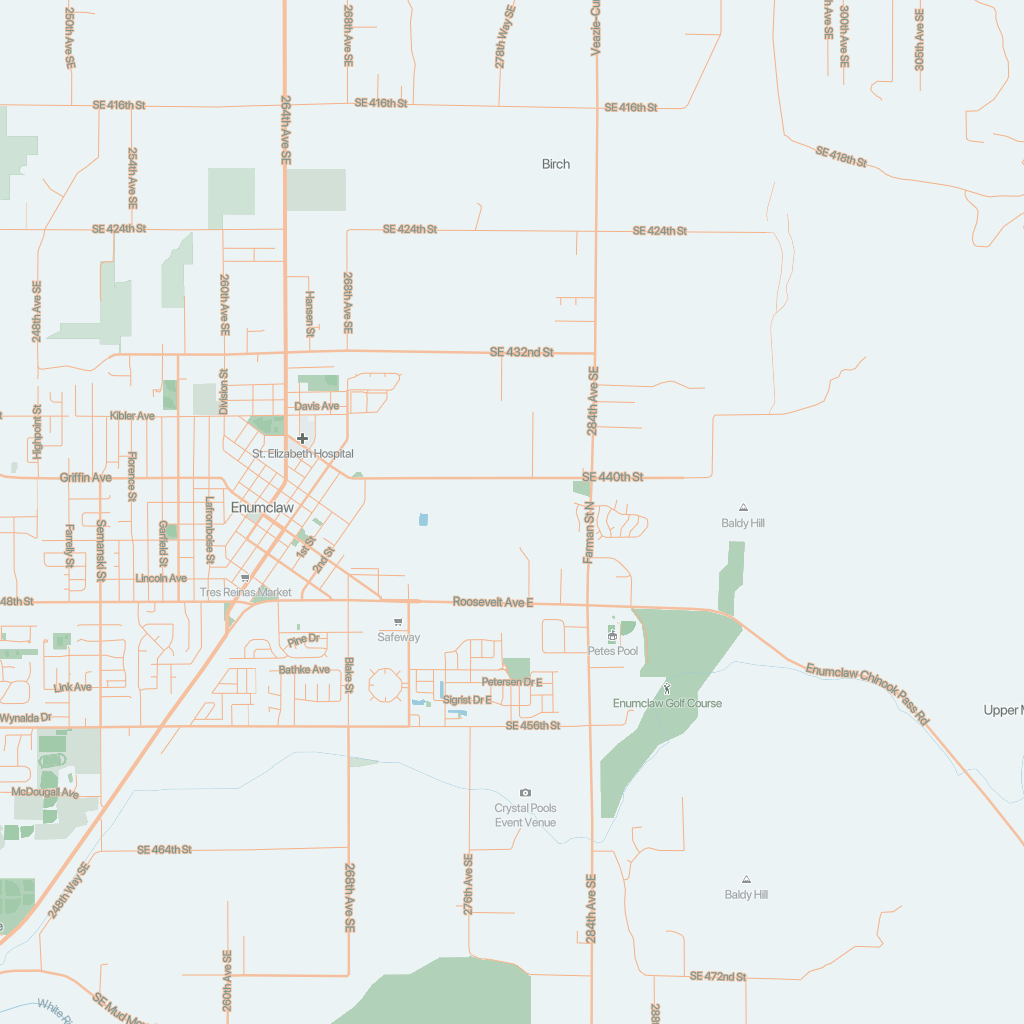 250th Ave SE
268th Ave SE
278th Way SE
300th Ave SE
305th Ave SE
SE 416th St
264th Ave SE
SE 416th St
SE 416th St
254th Ave SE
Birch
SE 418th St
SE 424th St
SE 424th St
SE 424th St
248th Ave SE
260th Ave SE
Hansen St
268th Ave SE
SE 432nd St
284th Ave SE
Division St
Davis Ave
Kibler Ave
Highpoint St
St. Elizabeth Hospital
Florence St
Griffin Ave
SE 440th St
Enumclaw
Lafromboise St
Farrelly St
Semanski St
Garfield St
1st St
2nd St
Farman St N
Baldy Hill
Lincoln Ave
Tres Reinas Market
48th St
Roosevelt Ave E
Safeway
Pine Dr
Petes Pool
Bathke Ave
Blake St
Link Ave
Petersen Dr E
Sigrist Dr E
Enumclaw Golf Course
Enumclaw Chinook Pass Rd
Wynalda Dr
SE 456th St
McDougall Ave
Crystal Pools
Event Venue
SE 464th St
248th Way SE
268th Ave SE
276th Ave SE
284th Ave SE
Baldy Hill
260th Ave SE
SE 472nd St